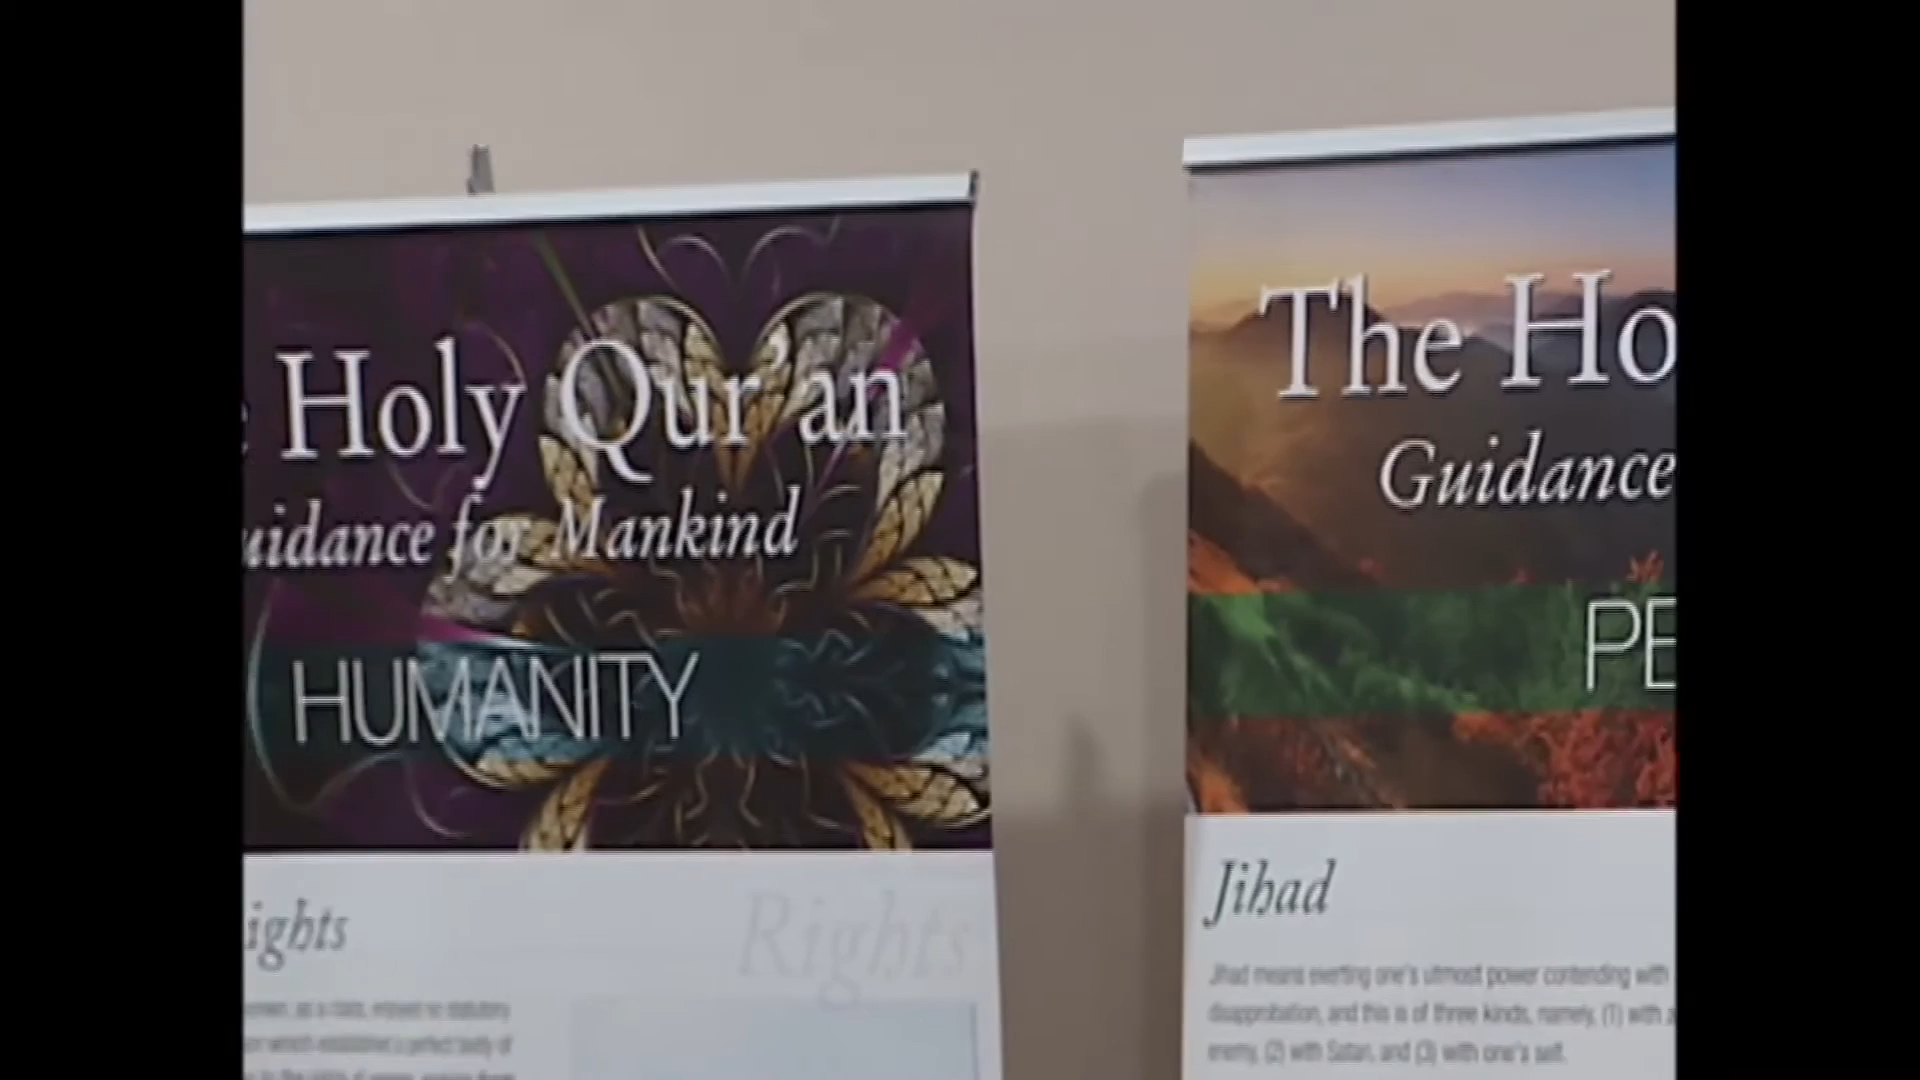 Holy Qur'an
uidance for Mankind
HUMANITY
ights
Rights
The Ho
Guidance
PE
Jihad
Jihad means exerting one's utmost power contending with
disapprobation, and this is of three kinds, namely, (1) with a
enemy, (2) with Satan, and (3) with one's self.